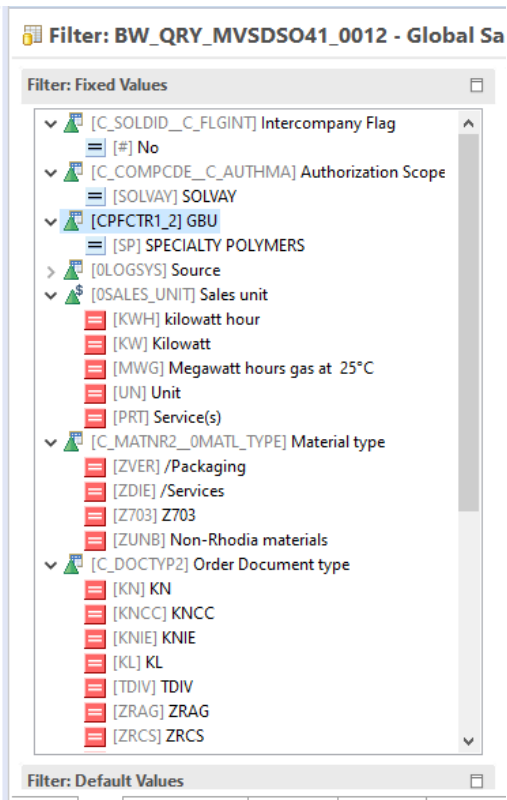 Filter: BW_QRY_MVSDSO41_0012 - Global Sa
Filter: Fixed Values
[C_SOLDID__C_FLGINT] Intercompany Flag
[#] No
[C_COMPCDE__C_AUTHMA] Authorization Scope
[SOLVAY] SOLVAY
[CPFCTR1_2] GBU
[SP] SPECIALTY POLYMERS
[0LOGSYS] Source
[0SALES_UNIT] Sales unit
[KWH] kilowatt hour
[KW] Kilowatt
[MWG] Megawatt hours gas at  25°C
[UN] Unit
[PRT] Service(s)
[C_MATNR2__0MATL_TYPE] Material type
[ZVER] /Packaging
[ZDIE] /Services
[Z703] Z703
[ZUNB] Non-Rhodia materials
[C_DOCTYP2] Order Document type
[KN] KN
[KNCC] KNCC
[KNIE] KNIE
[KL] KL
[TDIV] TDIV
[ZRAG] ZRAG
[ZRCS] ZRCS
Filter: Default Values